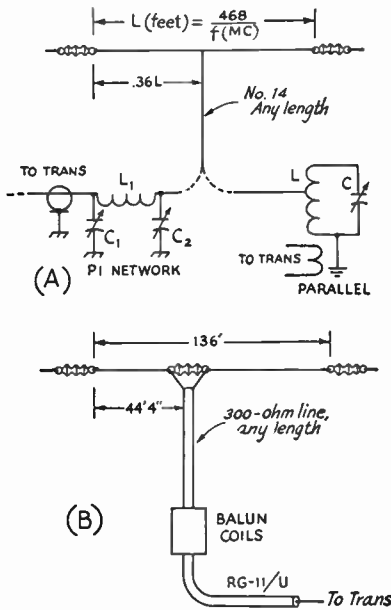 L (feet) = 468 / f(MC)
.36L
No. 14
Any length
TO TRANS
L1
L
C
C1
C2
TO TRANS
(A)
PI NETWORK
PARALLEL
136'
44'4"
300-ohm line,
any length
(B)
BALUN
COILS
RG-11/U
To Trans